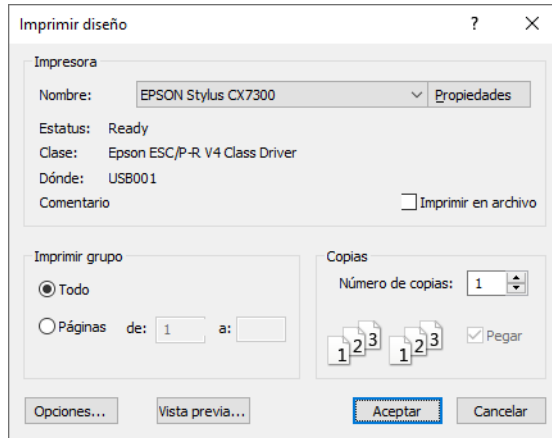 Imprimir diseño ? ×
Impresora
Nombre: EPSON Stylus CX7300 Propiedades
Estatus: Ready
Clase: Epson ESC/P-R V4 Class Driver
Dónde: USB001
Comentario Imprimir en archivo
Imprimir grupo
Todo
Páginas de: 1 a:
Copias
Número de copias: 1
1 2 3 1 2 3 Pegar
Opciones... Vista previa... Aceptar Cancelar